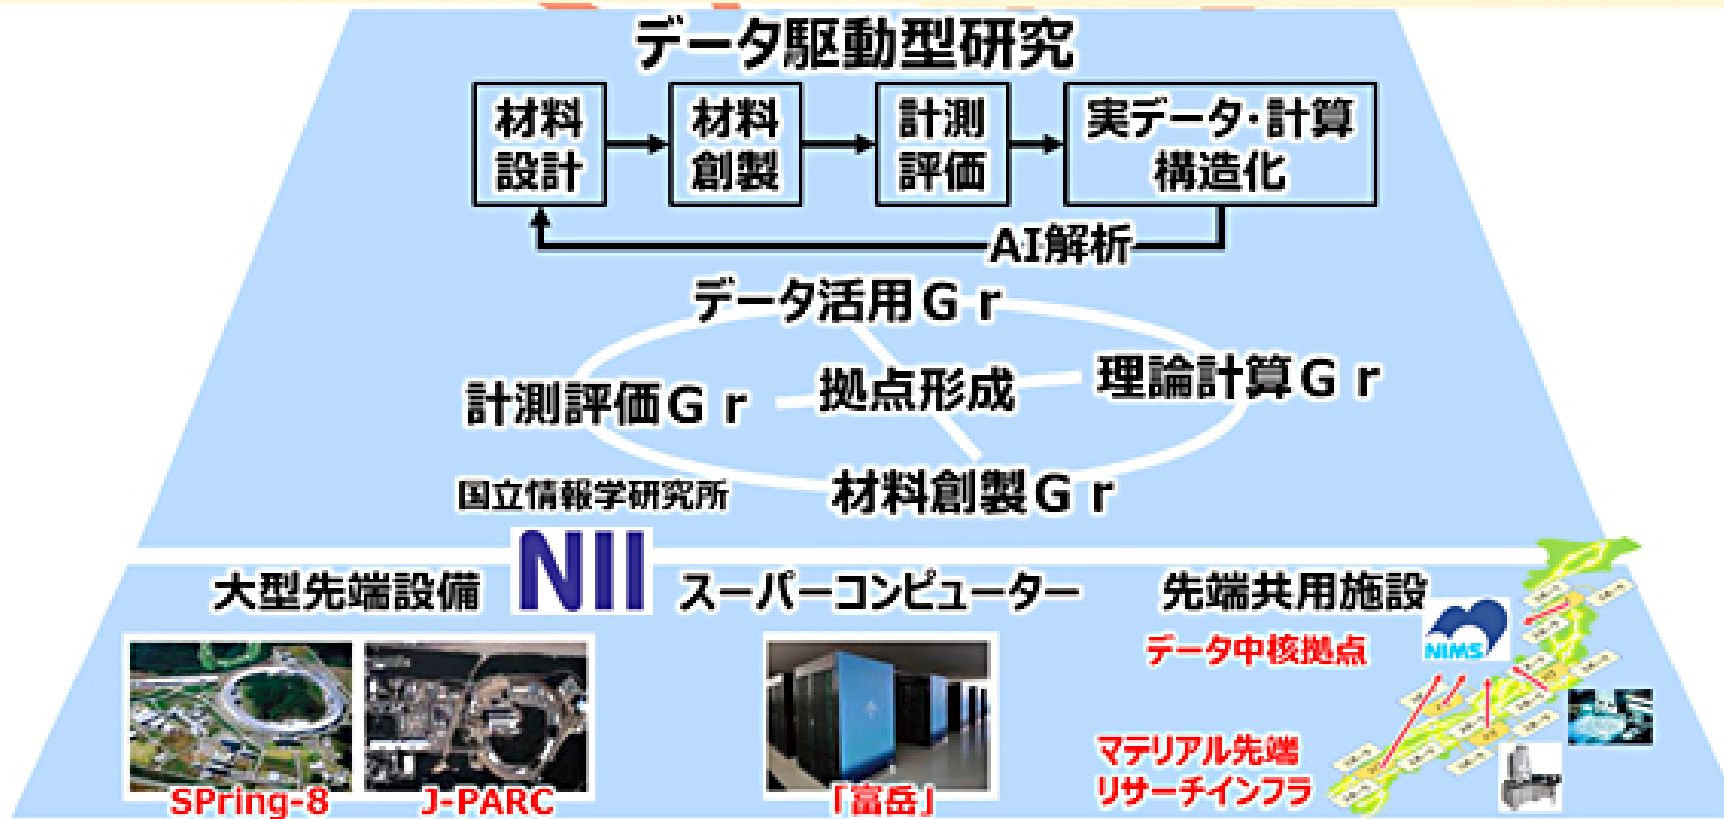 データ駆動型研究
材料
設計
材料
創製
計測
評価
実データ・計算
構造化
AI解析
データ活用Gr
計測評価Gr
拠点形成
理論計算Gr
材料創製Gr
国立情報学研究所
NII
大型先端設備
スーパーコンピューター
先端共用施設
データ中核拠点
NIMS
マテリアル先端
リサーチインフラ
SPring-8
J-PARC
「富岳」